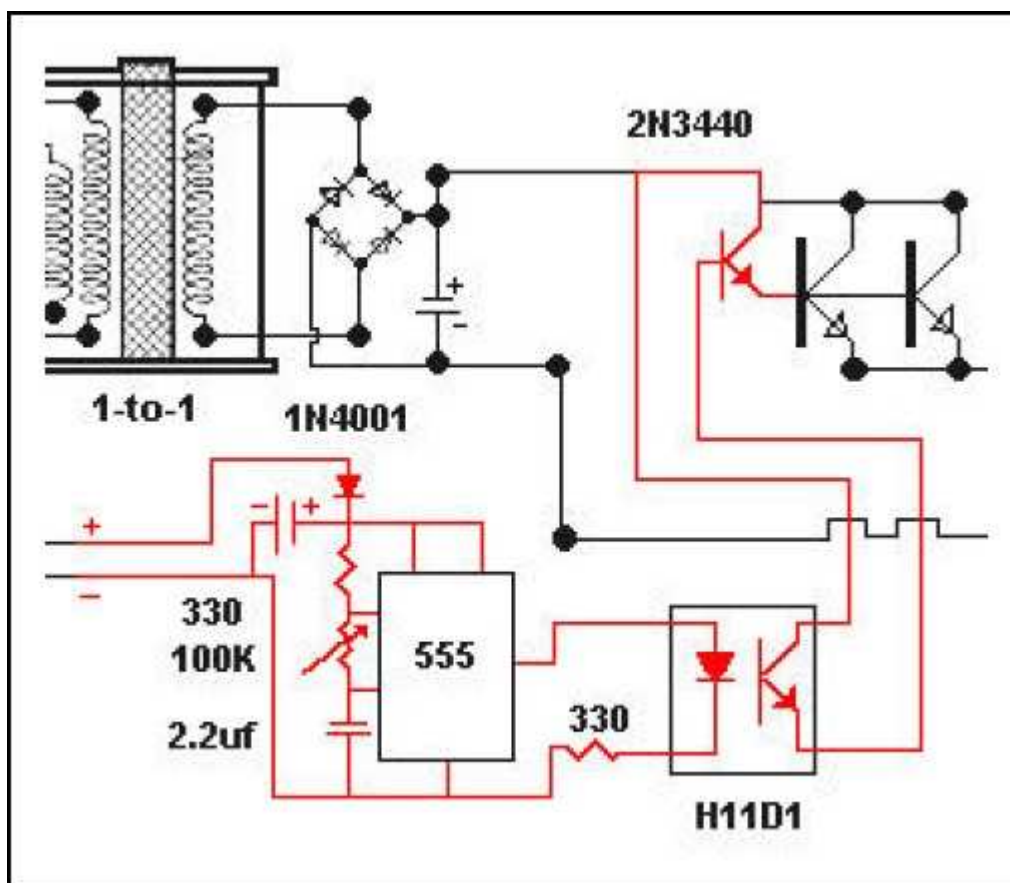 2N3440
+
-
1-to-1
1N4001
- +
+
-
330
100K
2.2uf
555
330
H11D1